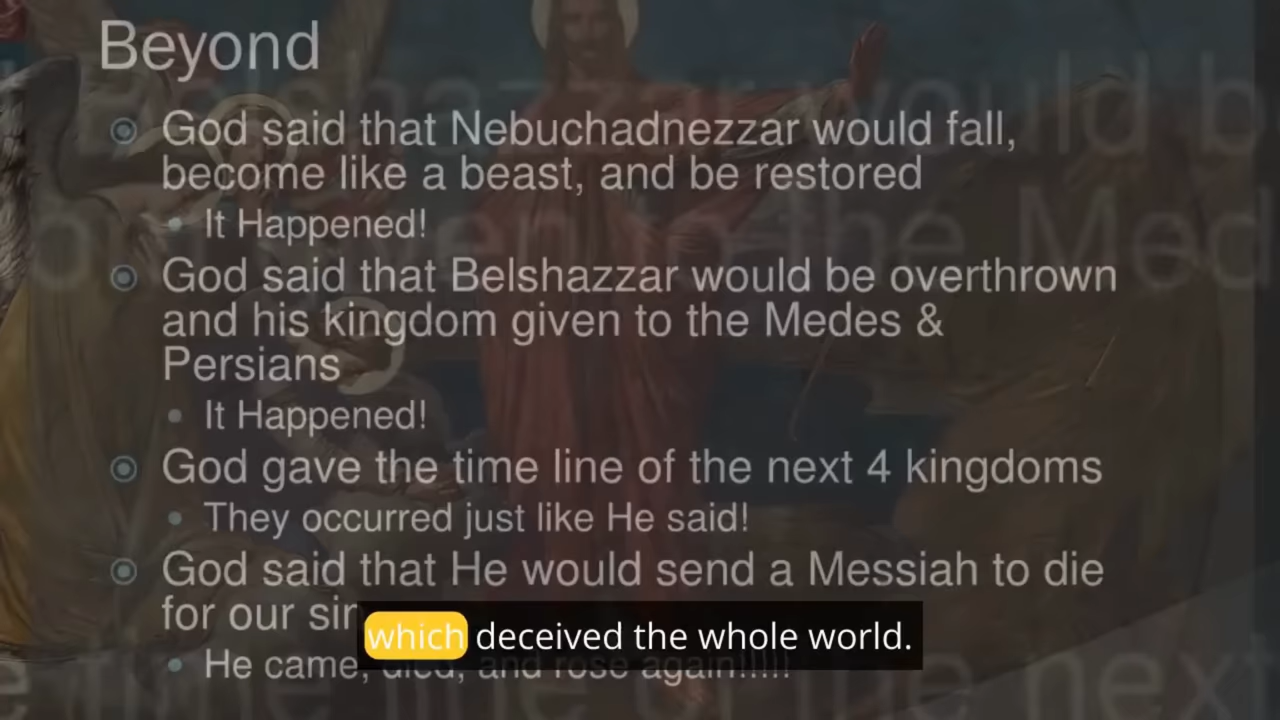 Beyond
God said that Nebuchadnezzar would fall,
become like a beast, and be restored
It Happened!
God said that Belshazzar would be overthrown
and his kingdom given to the Medes &
Persians
It Happened!
God gave the time line of the next 4 kingdoms
They occurred just like He said!
God said that He would send a Messiah to die
for our
which deceived the whole world.
He came, died, and rose again!!!!!